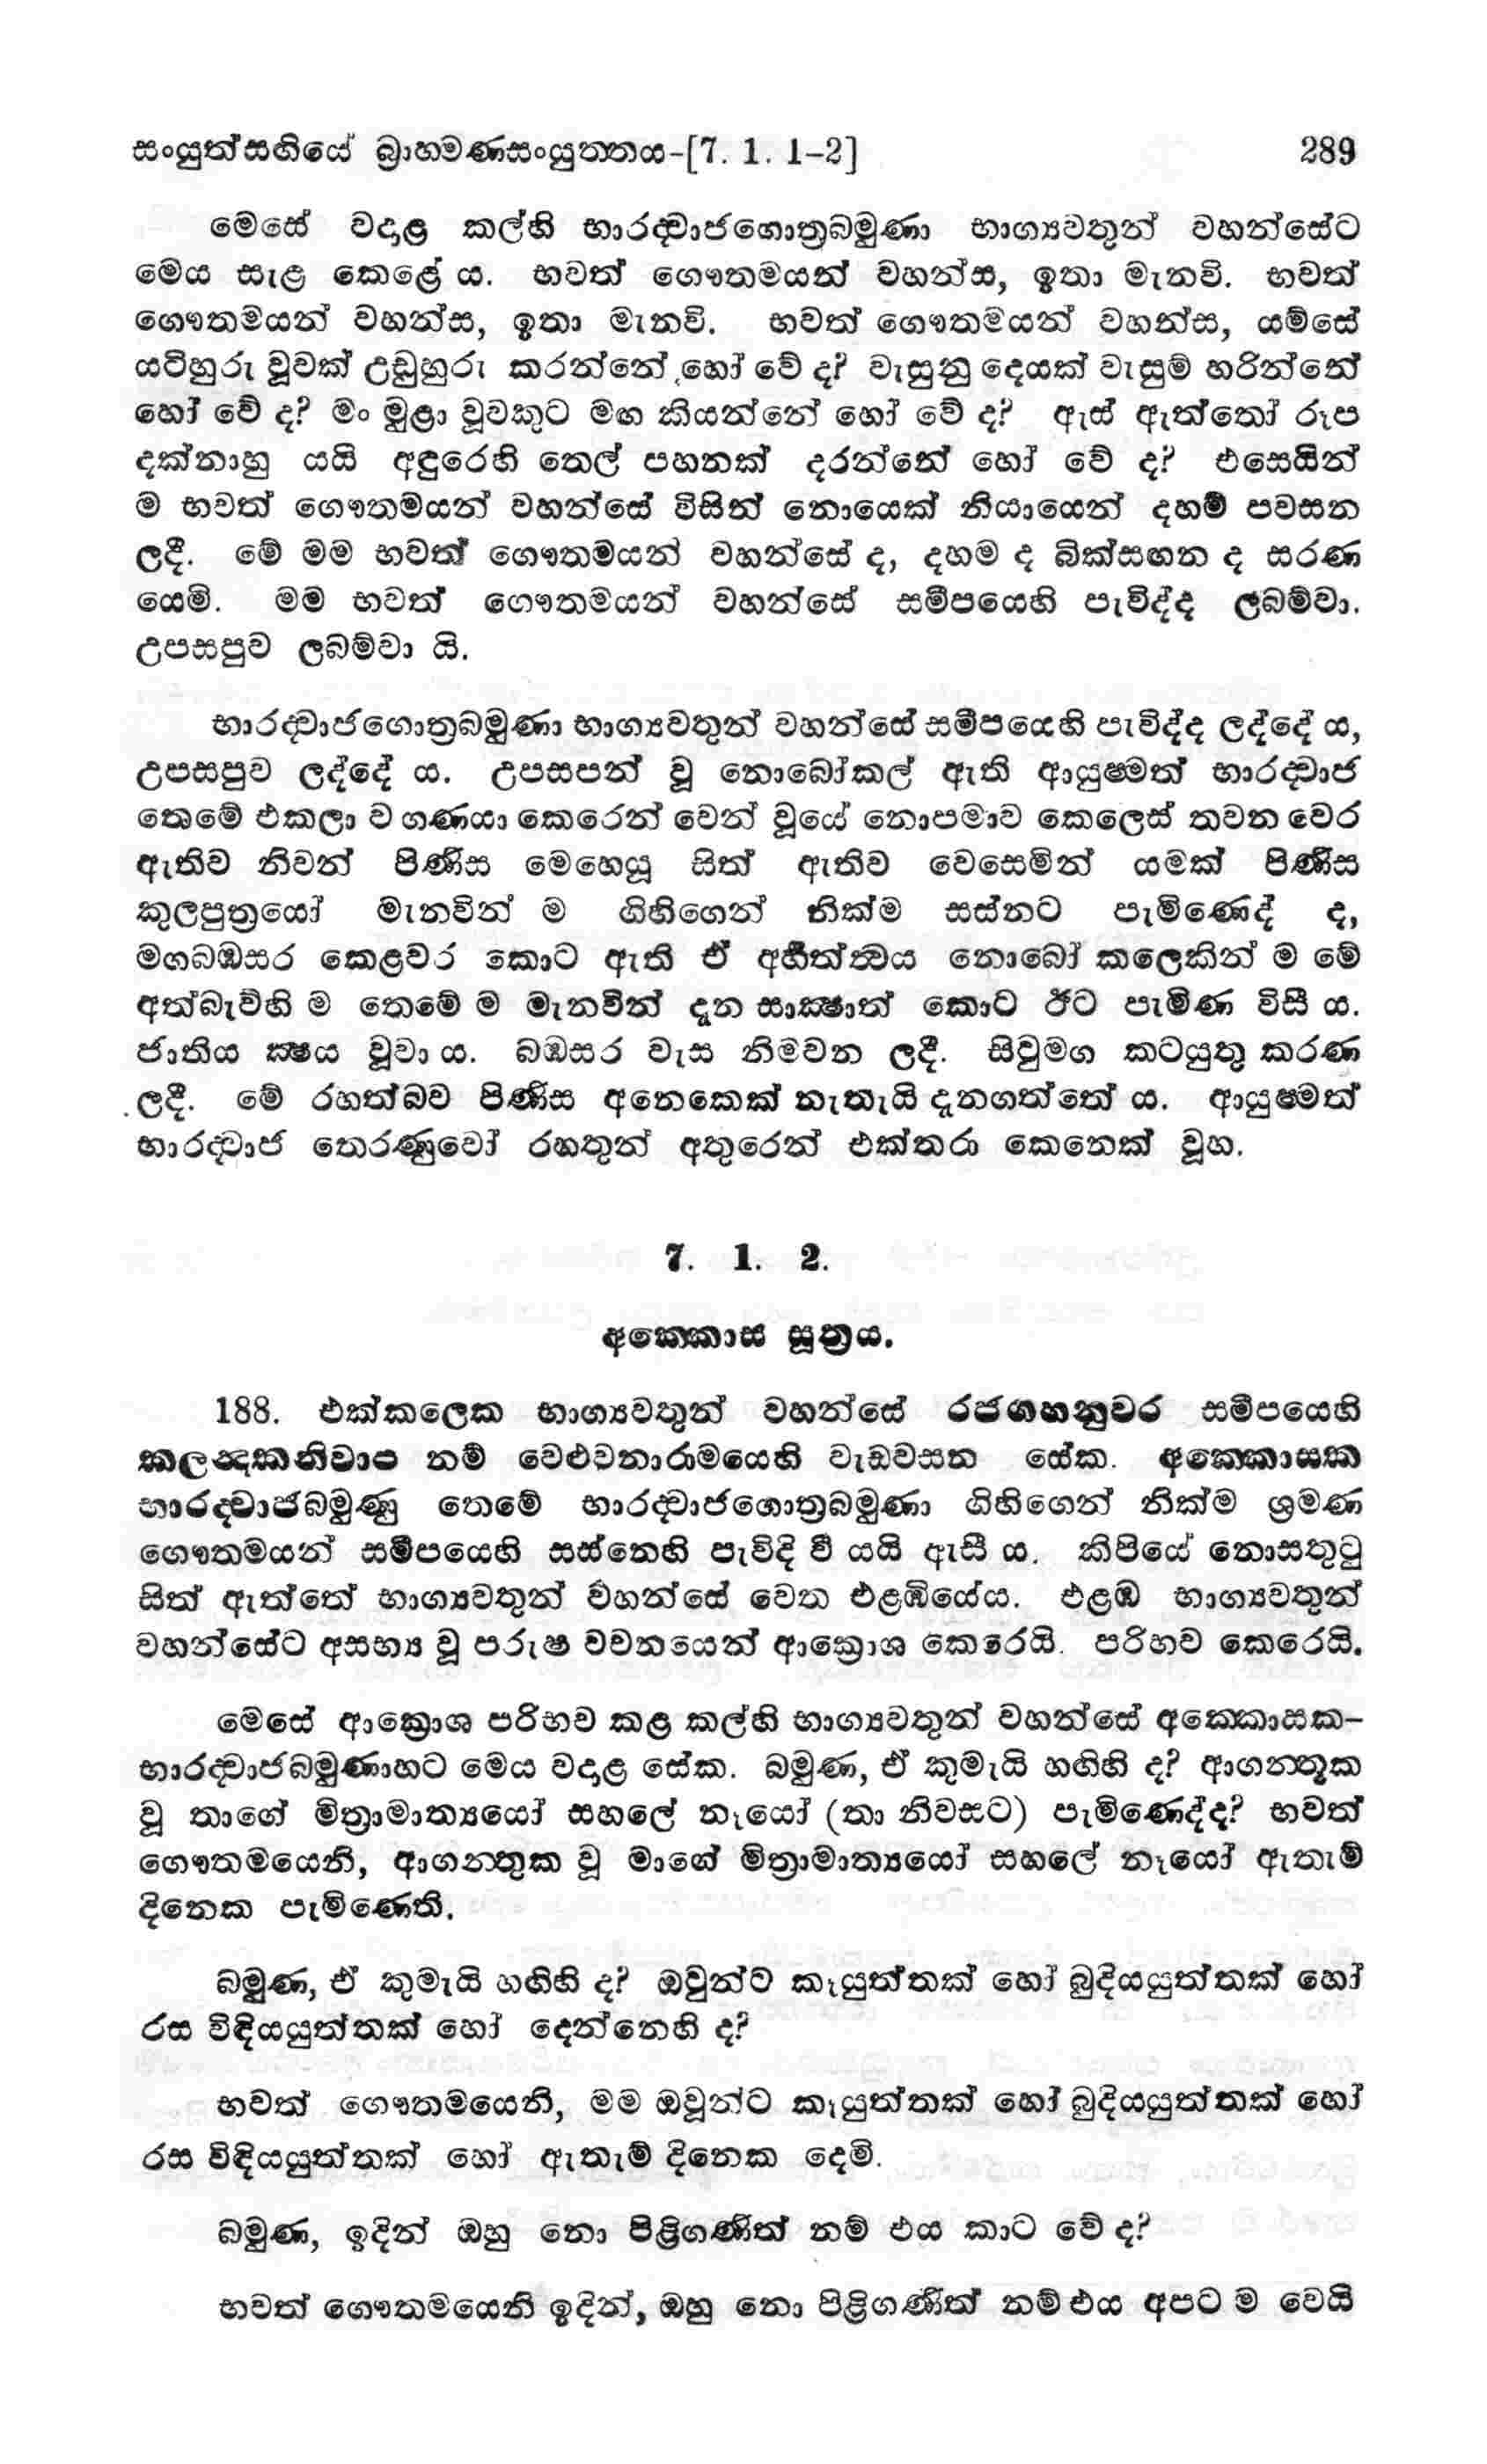 සංයුත්සඟියේ බ්‍රාහ්මණසංයුත්තය-[7. 1. 1-2] 289
මෙසේ වදාළ කල්හි භාරද්වාජගොත්‍රබමුණා භාග්‍යවතුන් වහන්සේට
මෙය සැළ කෙළේ ය. භවත් ගෞතමයන් වහන්ස, ඉතා මැනවි. භවත්
ගෞතමයන් වහන්ස, ඉතා මැනවි. භවත් ගෞතමයන් වහන්ස, යම්සේ
යටිහුරු වූවක් උඩුහුරු කරන්නේ හෝ වේ ද? වැසුනු දෙයක් වැසුම් හරින්නේ
හෝ වේ ද? මං මුළා වූවකුට මඟ කියන්නේ හෝ වේ ද? ඇස් ඇත්තෝ රූප
දක්නාහු යයි අඳුරෙහි තෙල් පහනක් දරන්නේ හෝ වේ ද? එසෙයින්
ම භවත් ගෞතමයන් වහන්සේ විසින් නොයෙක් නියායෙන් දහම් පවසන
ලදී. මේ මම භවත් ගෞතමයන් වහන්සේ ද, දහම ද බික්සඟන ද සරණ
යෙමි. මම භවත් ගෞතමයන් වහන්සේ සමීපයෙහි පැවිද්ද ලබම්වා.
උපසපුව ලබම්වා යි.
භාරද්වාජගොත්‍රබමුණා භාග්‍යවතුන් වහන්සේ සමීපයෙහි පැවිද්ද ලද්දේ ය,
උපසපුව ලද්දේ ය. උපසපන් වූ නොබෝකල් ඇති ආයුෂ්මත් භාරද්වාජ
තෙමේ එකලා ව ගණයා කෙරෙන් වෙන් වූයේ නොපමාව කෙලෙස් තවන වෙර
ඇතිව නිවන් පිණිස මෙහෙයූ සිත් ඇතිව වෙසෙමින් යමක් පිණිස
කුලපුත්‍රයෝ මැනවින් ම ගිහිගෙන් නික්ම සස්නට පැමිණෙද් ද,
මගබඹසර කෙළවර කොට ඇති ඒ අර්හත්ත්වය නොබෝ කලෙකින් ම මේ
අත්බැව්හි ම තෙමේ ම මැනවින් දැන සාක්ෂාත් කොට ඊට පැමිණ විසී ය.
ජාතිය ක්ෂය වූවා ය. බඹසර වැස නිමවන ලදී. සිවුමග කටයුතු කරණ
ලදී. මේ රහත්බව පිණිස අනෙකෙක් නැතැයි දැනගත්තේ ය. ආයුෂ්මත්
භාරද්වාජ තෙරණුවෝ රහතුන් අතුරෙන් එක්තරා කෙනෙක් වූහ.
7. 1. 2.
අක්කොස සූත්‍රය.
188. එක්කලෙක භාග්‍යවතුන් වහන්සේ රජගහනුවර සමීපයෙහි
කලන්දකනිවාප නම් වෙළුවනාරාමයෙහි වැඩවසන සේක. අක්කොසක
භාරද්වාජබමුණු තෙමේ භාරද්වාජගොත්‍රබමුණා ගිහිගෙන් නික්ම ශ්‍රමණ
ගෞතමයන් සමීපයෙහි සස්නෙහි පැවිදි වී යයි ඇසී ය. කිපියේ නොසතුටු
සිත් ඇත්තේ භාග්‍යවතුන් වහන්සේ වෙත එළඹියේය. එළඹ භාග්‍යවතුන්
වහන්සේට අසභ්‍ය වූ පරුෂ වචනයෙන් ආක්‍රොශ කෙරෙයි. පරිභව කෙරෙයි.
මෙසේ ආක්‍රොශ පරිභව කළ කල්හි භාග්‍යවතුන් වහන්සේ අක්කොසක-
භාරද්වාජබමුණාහට මෙය වදාළ සේක. බමුණ, ඒ කුමැයි හඟිහි ද? ආගන්තුක
වූ තාගේ මිත්‍රාමාත්‍යයෝ සහලේ නෑයෝ (තා නිවසට) පැමිණෙද්ද? භවත්
ගෞතමයෙනි, ආගන්තුක වූ මාගේ මිත්‍රාමාත්‍යයෝ සහලේ නෑයෝ ඇතැම්
දිනෙක පැමිණෙති.
බමුණ, ඒ කුමැයි හඟිහි ද? ඔවුන්ට කෑයුත්තක් හෝ බුදියයුත්තක් හෝ
රස විඳියයුත්තක් හෝ දෙන්නෙහි ද?
භවත් ගෞතමයෙනි, මම ඔවුන්ට කෑයුත්තක් හෝ බුදියයුත්තක් හෝ
රස විඳියයුත්තක් හෝ ඇතැම් දිනෙක දෙමි.
බමුණ, ඉදින් ඔහු නො පිළිගණිත් නම් එය කාට වේ ද?
භවත් ගෞතමයෙනි ඉදින්, ඔහු නො පිළිගණිත් නම් එය අපට ම වෙයි